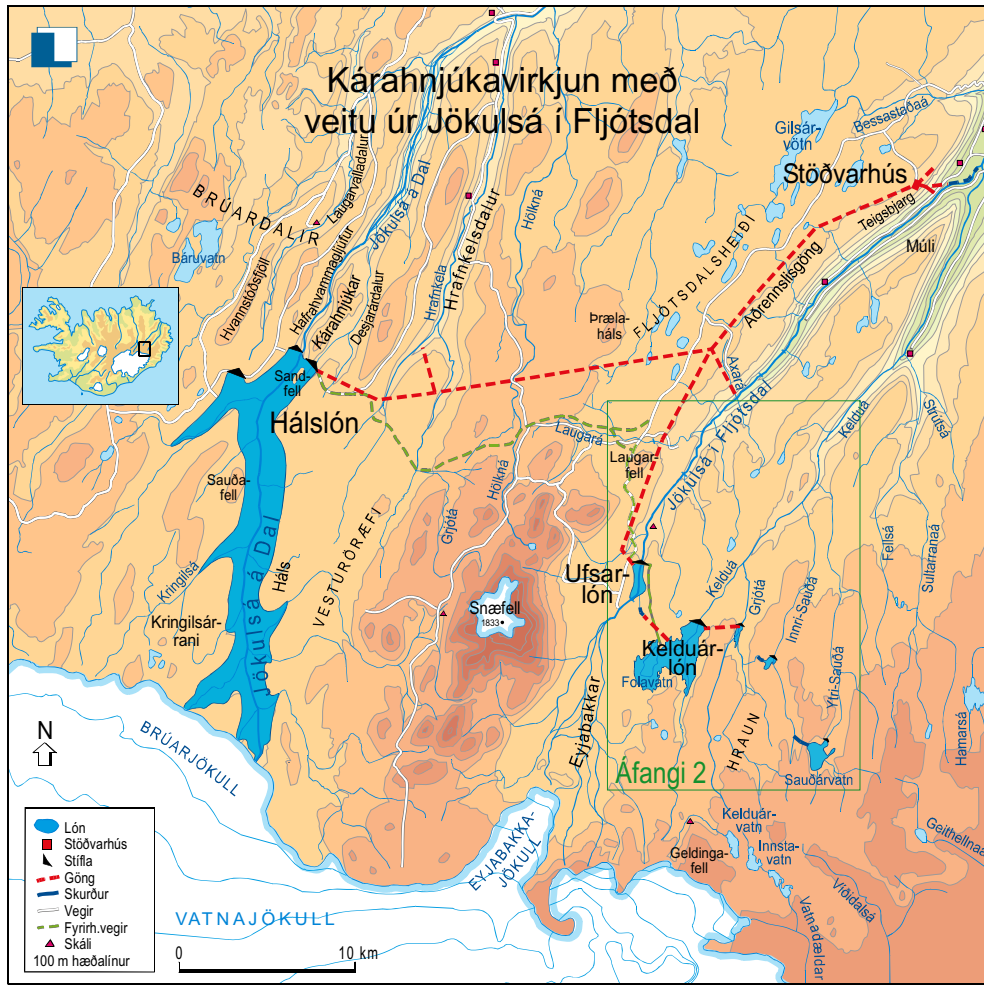 Kárahnjúkavirkjun með
veitu úr Jökulsá í Fljótsdal
Gilsár-
vötn
Bessastaðaá
Stöðvarhús
Teigsbjarg
Múli
BRÚARDALIR
Laugarvalladalur
Jökulsá á Dal
Hölkná
Báruvatn
Hvannstóðsfjöll
Hafrahvammagljúfur
Kárahnjúkar
Desjarárdalur
Hrafnkela
Hrafnkelsdalur
FLJÓTSDALSHEIÐI
Aðrennslisgöng
Þræla-
háls
Sand-
fell
Axará
Hálslón
Jökulsá í Fljótsdal
Kelduá
Strútsá
Laugará
Laugar-
fell
Hölkná
Sauða-
fell
Grjótá
Fellsá
Sultarranaá
VESTURÖRÆFI
Jökulsá á Dal
Háls
Kringilsá
Kringilsár-
rani
Ufsar-
lón
Kelduá
Grjótá
Innri-Sauðá
Snæfell
1833
Kelduár-
lón
Folavatn
Ytri-Sauðá
Eyjabakkar
HRAUN
Hamarsá
N
BRÚARJÖKULL
Áfangi 2
Sauðárvatn
Kelduár-
vatn
Innsta-
vatn
Geithellnaá
Geldinga-
fell
EYJABAKKA-
JÖKULL
Víðidalsá
Vatnadældar
VATNAJÖKULL
Lón
Stöðvarhús
Stífla
Göng
Skurður
Vegir
Fyrirh.vegir
Skáli
100 m hæðalínur
0
10 km